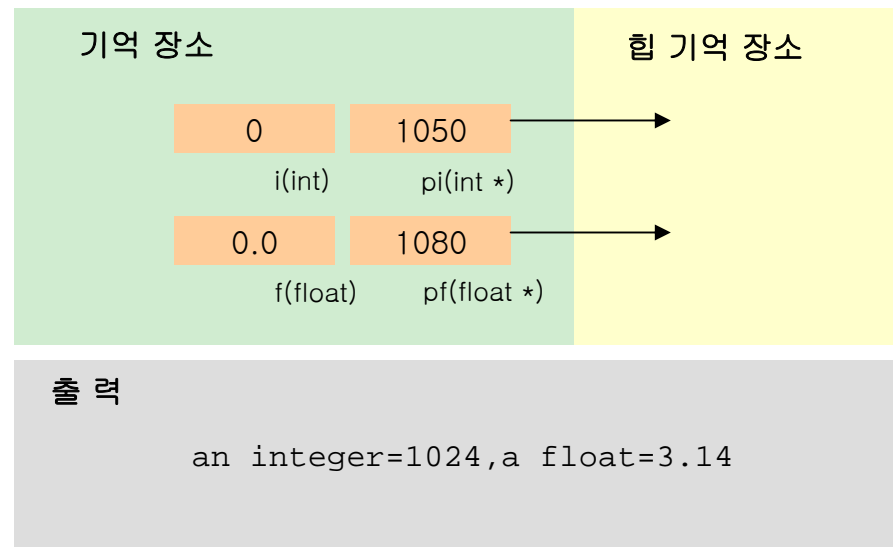 기억 장소
힙 기억 장소
0 1050
i(int) pi(int *)
0.0 1080
f(float) pf(float *)
출 력
an integer=1024,a float=3.14